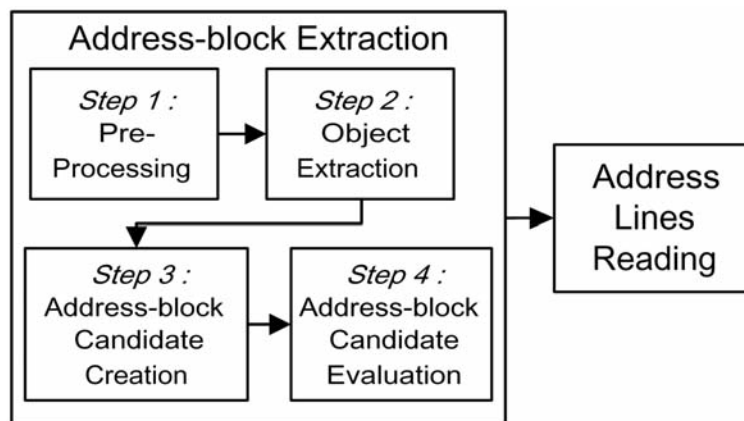 Address-block Extraction
Step 1 :
Pre-
Processing
Step 2 :
Object
Extraction
Step 3 :
Address-block
Candidate
Creation
Step 4 :
Address-block
Candidate
Evaluation
Address
Lines
Reading